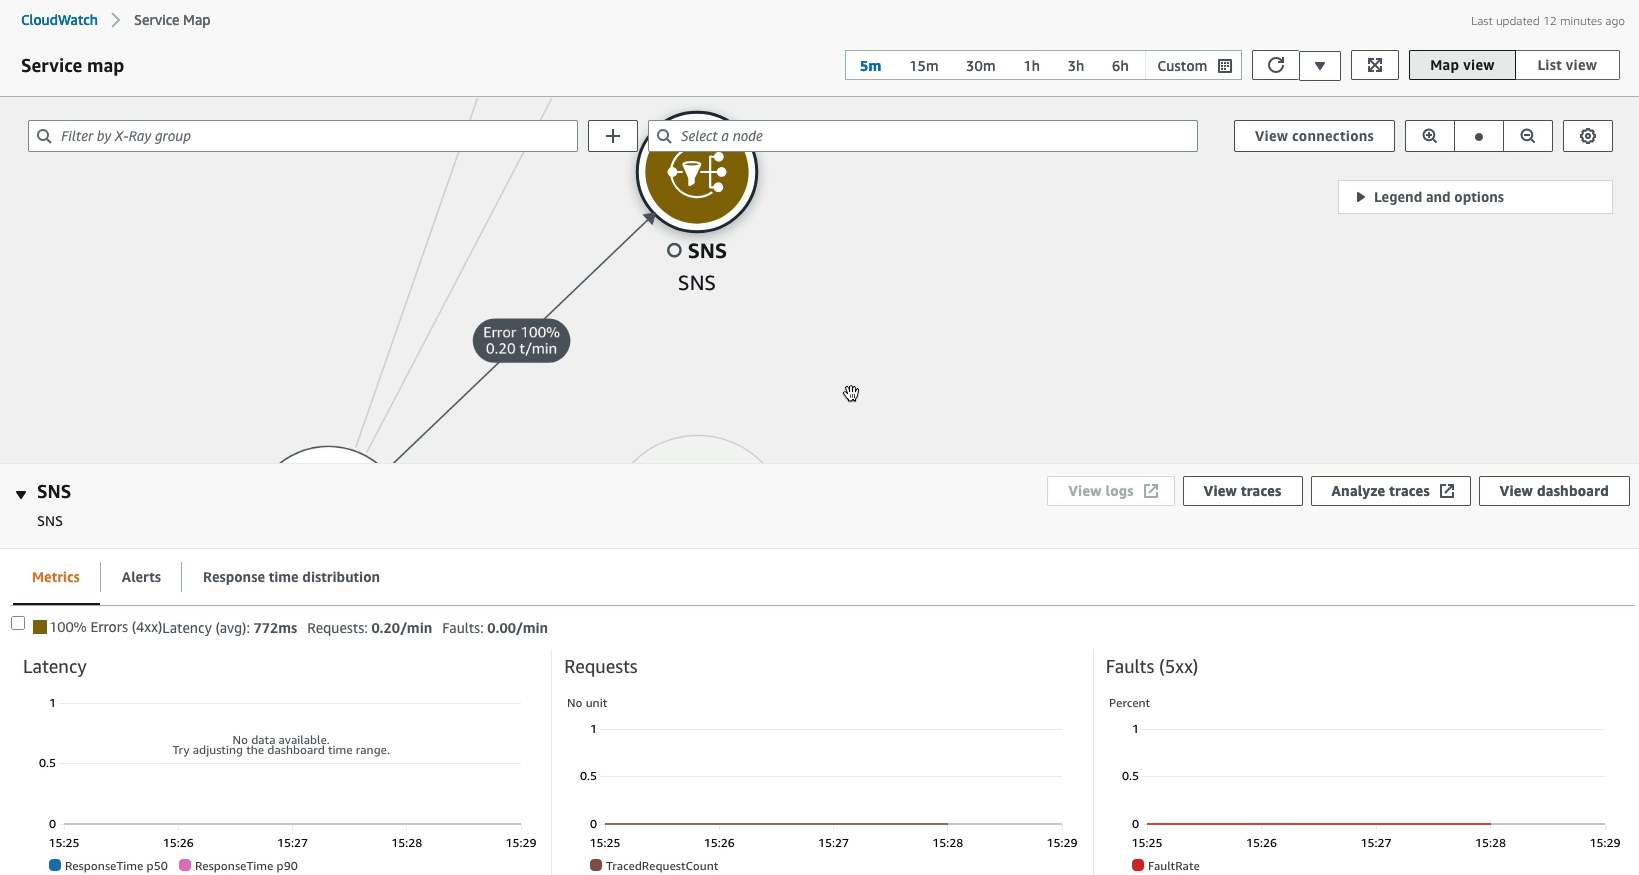 CloudWatch > Service Map
Last updated 12 minutes ago
Service map
5m 15m 30m 1h 3h 6h Custom
Map view List view
Filter by X-Ray group
Select a node
View connections
Legend and options
SNS
SNS
Error 100%
0.20 t/min
SNS
SNS
View logs
View traces
Analyze traces
View dashboard
Metrics
Alerts
Response time distribution
100% Errors (4xx)Latency (avg): 772ms Requests: 0.20/min Faults: 0.00/min
Latency
1
No data available.
Try adjusting the dashboard time range.
0.5
0
15:25 15:26 15:27 15:28 15:29
ResponseTime p50 ResponseTime p90
Requests
No unit
1
0.5
0
15:25 15:26 15:27 15:28 15:29
TracedRequestCount
Faults (5xx)
Percent
1
0.5
0
15:25 15:26 15:27 15:28 15:29
FaultRate